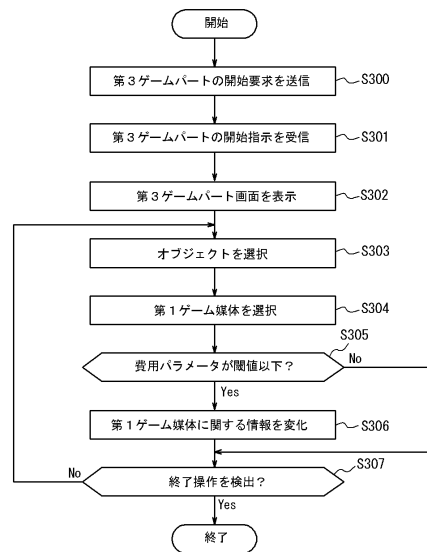 開始
第３ゲームパートの開始要求を送信
S300
第３ゲームパートの開始指示を受信
S301
第３ゲームパート画面を表示
S302
オブジェクトを選択
S303
第１ゲーム媒体を選択
S304
S305
費用パラメータが閾値以下？
No
Yes
第１ゲーム媒体に関する情報を変化
S306
S307
No
終了操作を検出？
Yes
終了